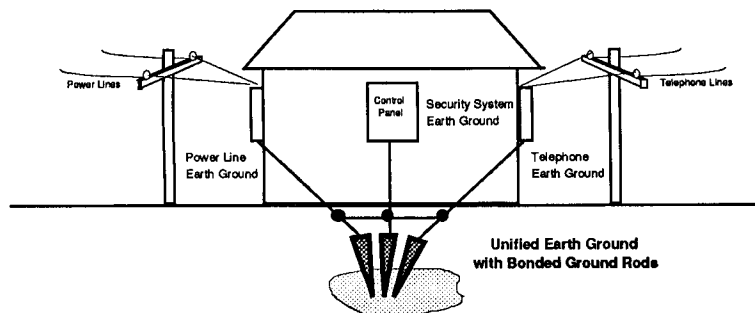 Power Lines
Control
Panel
Security System
Earth Ground
Telephone Lines
Power Line
Earth Ground
Telephone
Earth Ground
Unified Earth Ground
with Bonded Ground Rods